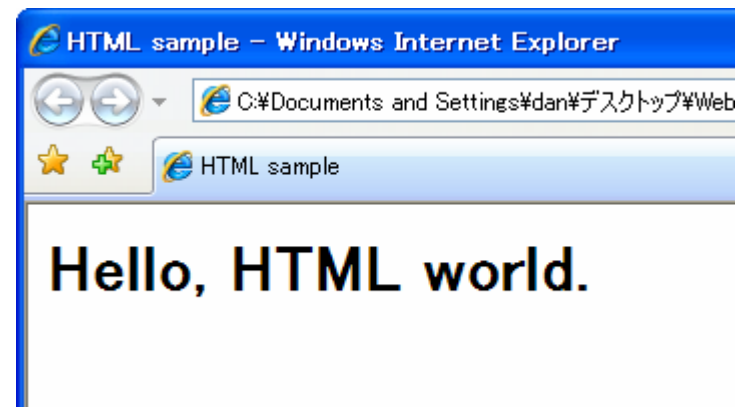 HTML sample - Windows Internet Explorer
C:¥Documents and Settings¥dan¥デスクトップ¥Web
HTML sample
Hello, HTML world.